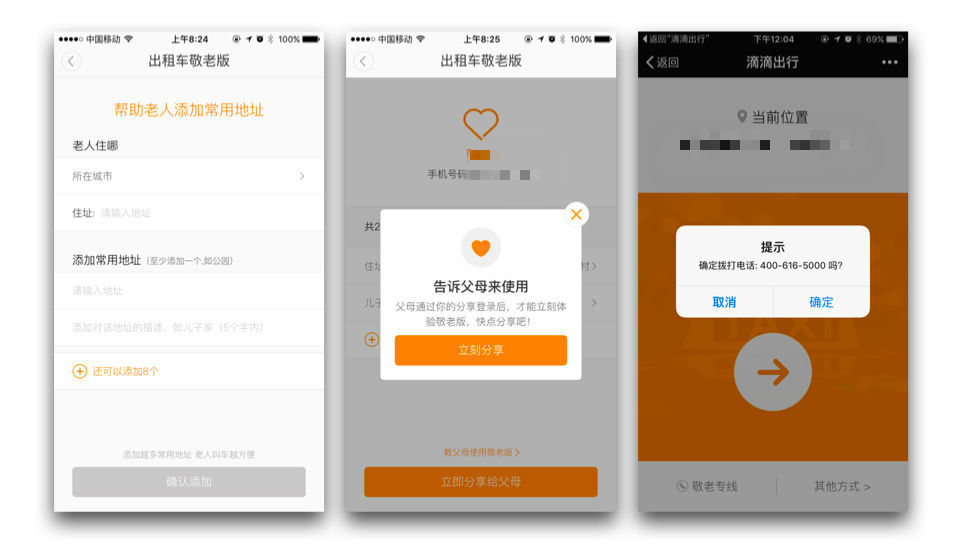 中国移动
上午8:24
100%
出租车敬老版
帮助老人添加常用地址
老人住哪
所在城市
住址: 请输入地址
添加常用地址 (至少添加一个,如公园)
请输入地址
添加对该地址的描述，如儿子家（5个字内）
还可以添加8个
添加越多常用地址 老人叫车越方便
确认添加
中国移动
上午8:25
100%
出租车敬老版
手机号码
共2
住址
村
儿子
告诉父母来使用
父母通过你的分享登录后，才能立刻体
验敬老版，快点分享吧！
立刻分享
教父母使用敬老版
立即分享给父母
返回"滴滴出行"
下午12:04
69%
返回
滴滴出行
当前位置
提示
确定拨打电话: 400-616-5000 吗?
取消
确定
TAXI
敬老专线
其他方式 >